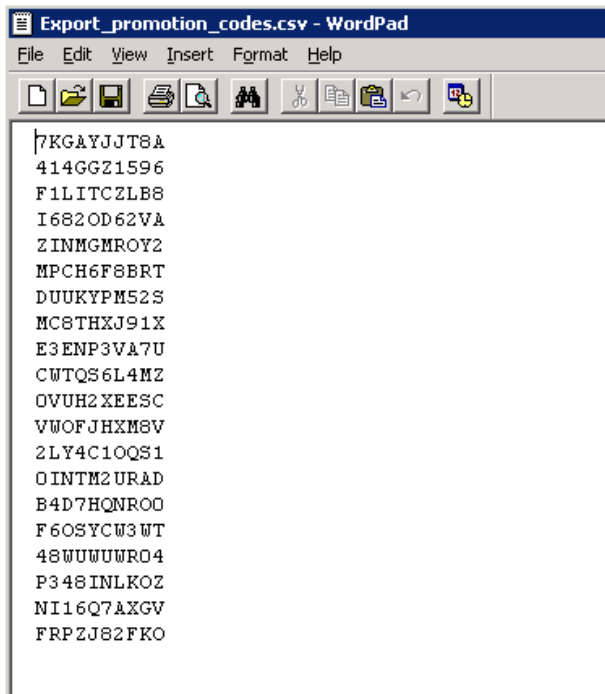 Export_promotion_codes.csv - WordPad
File Edit View Insert Format Help
7KGAYJJT8A
414GGZ1596
F1LITCZLB8
I682OD62VA
ZINMGMROY2
MPCH6F8BRT
DUUKYPM52S
MC8THXJ91X
E3ENP3VA7U
CWTQS6L4MZ
OVUH2XEESC
VWOFJHXM8V
2LY4C1OQS1
OINTM2URAD
B4D7HQNROO
F6OSYCW3WT
48WUWUWRO4
P348INLKOZ
NI16Q7AXGV
FRPZJ82FKO